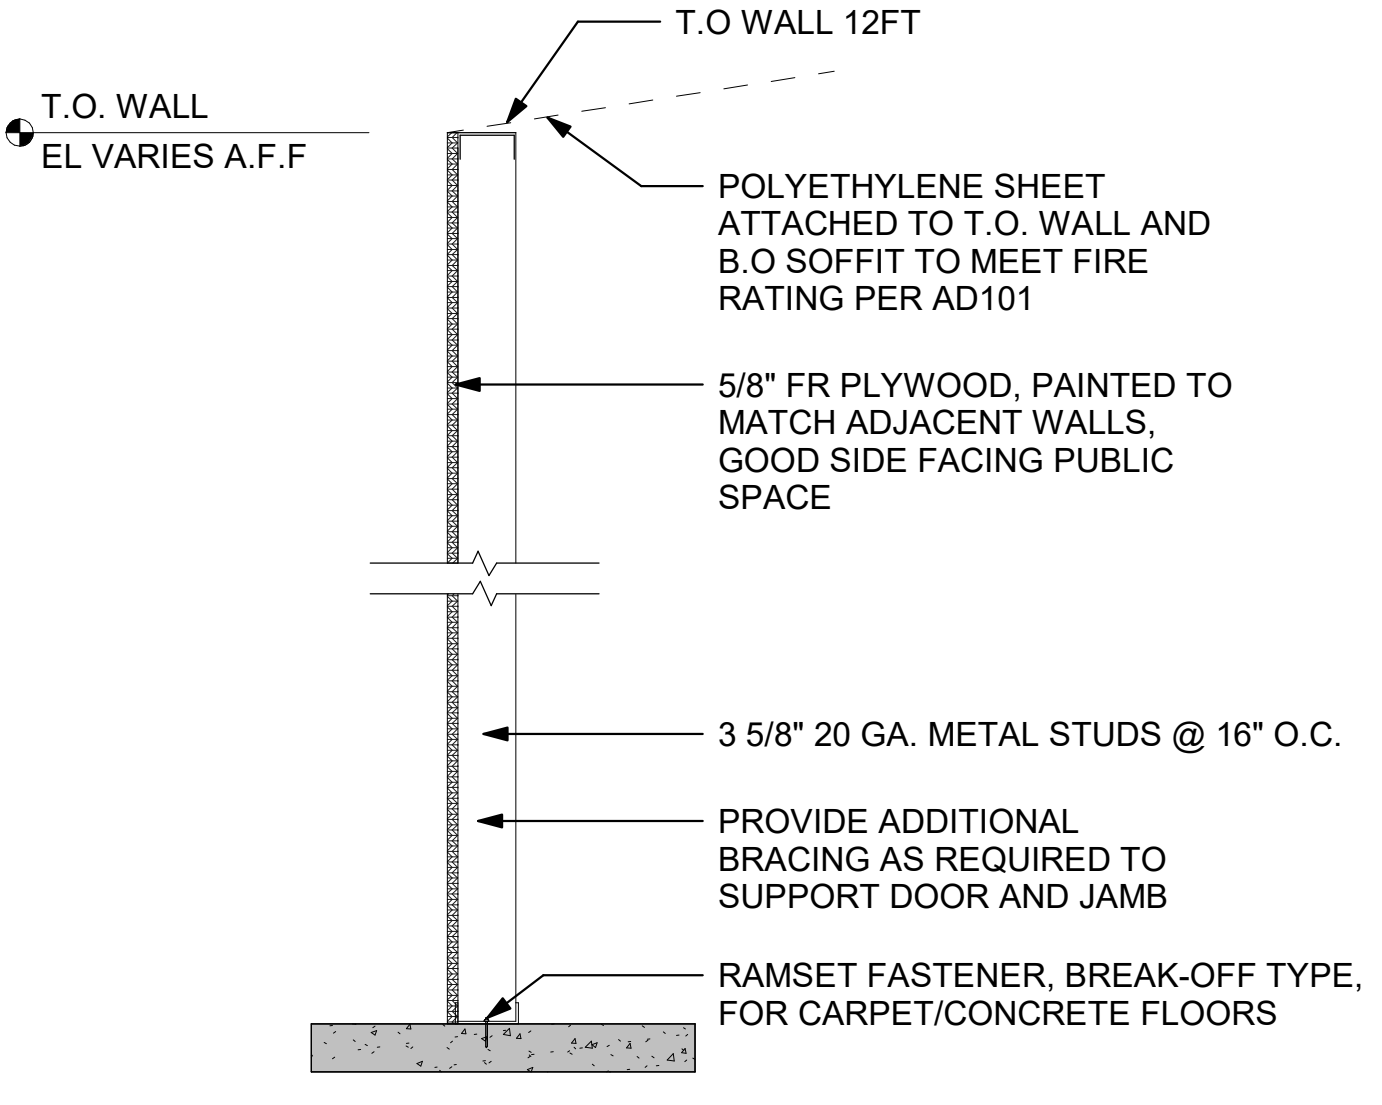 T.O WALL 12FT
T.O. WALL
EL VARIES A.F.F
POLYETHYLENE SHEET
ATTACHED TO T.O. WALL AND
B.O SOFFIT TO MEET FIRE
RATING PER AD101
5/8" FR PLYWOOD, PAINTED TO
MATCH ADJACENT WALLS,
GOOD SIDE FACING PUBLIC
SPACE
3 5/8" 20 GA. METAL STUDS @ 16" O.C.
PROVIDE ADDITIONAL
BRACING AS REQUIRED TO
SUPPORT DOOR AND JAMB
RAMSET FASTENER, BREAK-OFF TYPE,
FOR CARPET/CONCRETE FLOORS